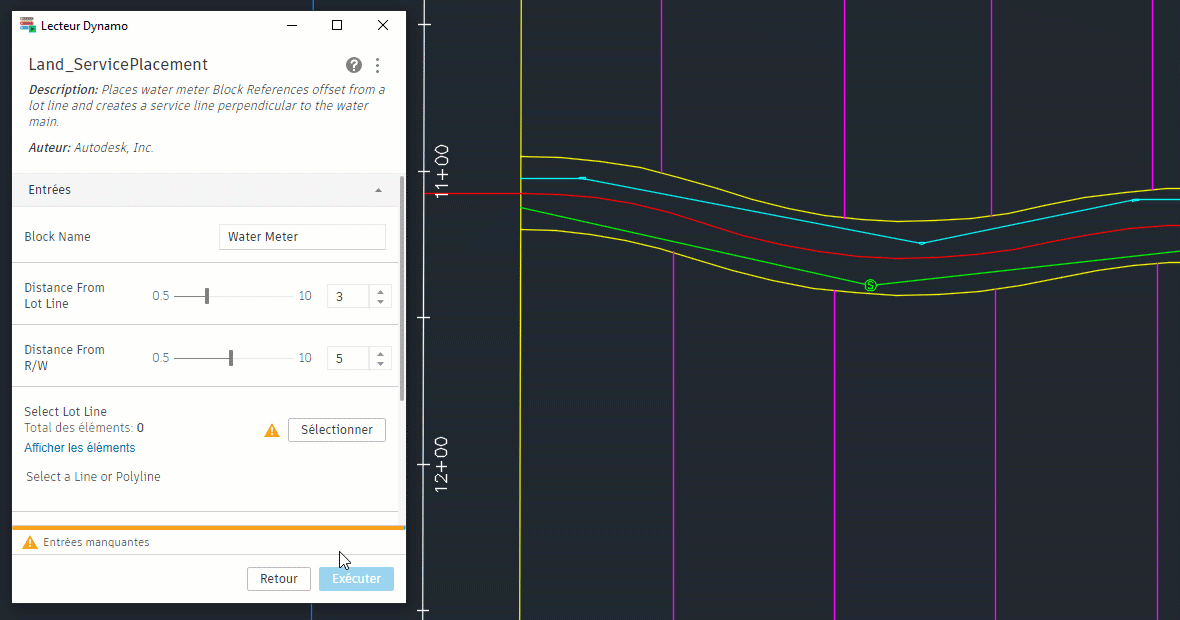 Lecteur Dynamo
Land_ServicePlacement
?
Description: Places water meter Block References offset from a
lot line and creates a service line perpendicular to the water
main.
Auteur: Autodesk, Inc.
Entrées
Block Name
Water Meter
Distance From
Lot Line
0.5
10
3
Distance From
R/W
0.5
10
5
Select Lot Line
Total des éléments: 0
Afficher les éléments
Sélectionner
Select a Line or Polyline
Entrées manquantes
Retour
Exécuter
11+00
12+00
S